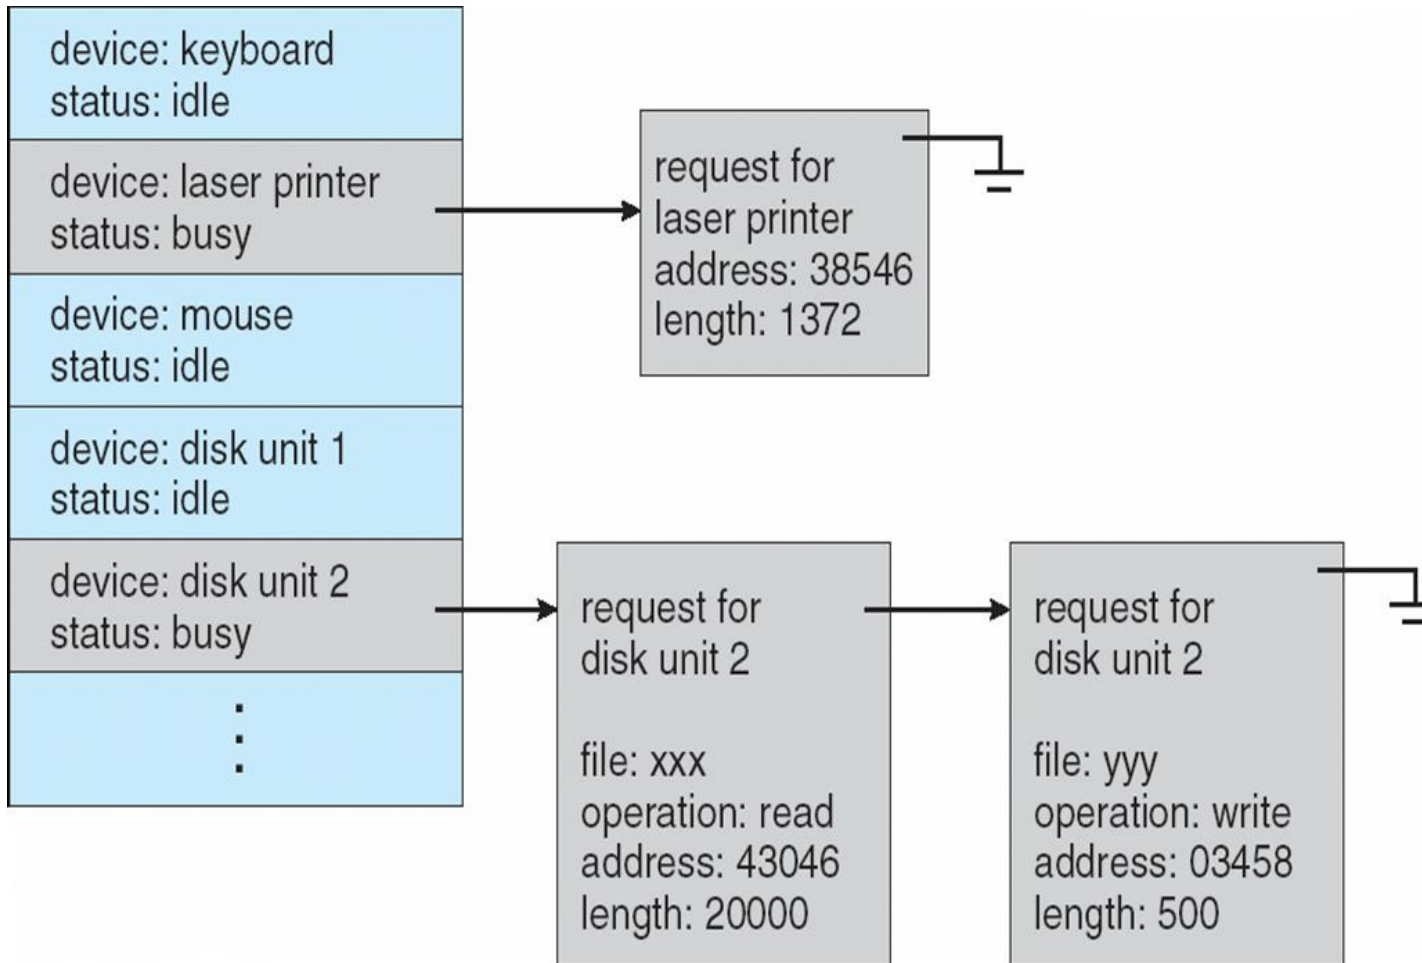 device: keyboard
status: idle
device: laser printer
status: busy
device: mouse
status: idle
device: disk unit 1
status: idle
device: disk unit 2
status: busy
request for
laser printer
address: 38546
length: 1372
request for
disk unit 2
file: xxx
operation: read
address: 43046
length: 20000
request for
disk unit 2
file: yyy
operation: write
address: 03458
length: 500